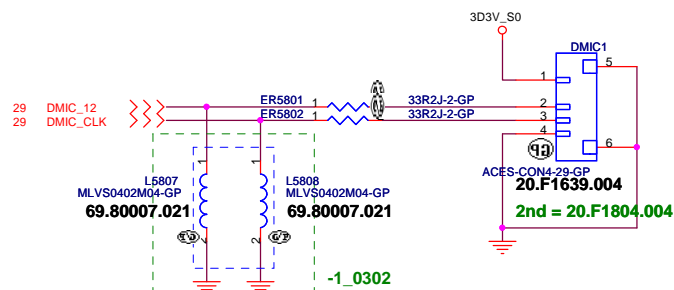 3D3V_S0
DMIC1
5
1
29 DMIC_12
ER5801 1
33R2J-2-GP
2
29 DMIC_CLK
ER5802 1
33R2J-2-GP
3
4
6
GP
ACES-CON4-29-GP
20.F1639.004
2nd = 20.F1804.004
1
1
L5807
MLVS0402M04-GP
69.80007.021
L5808
MLVS0402M04-GP
69.80007.021
2
2
-1_0302